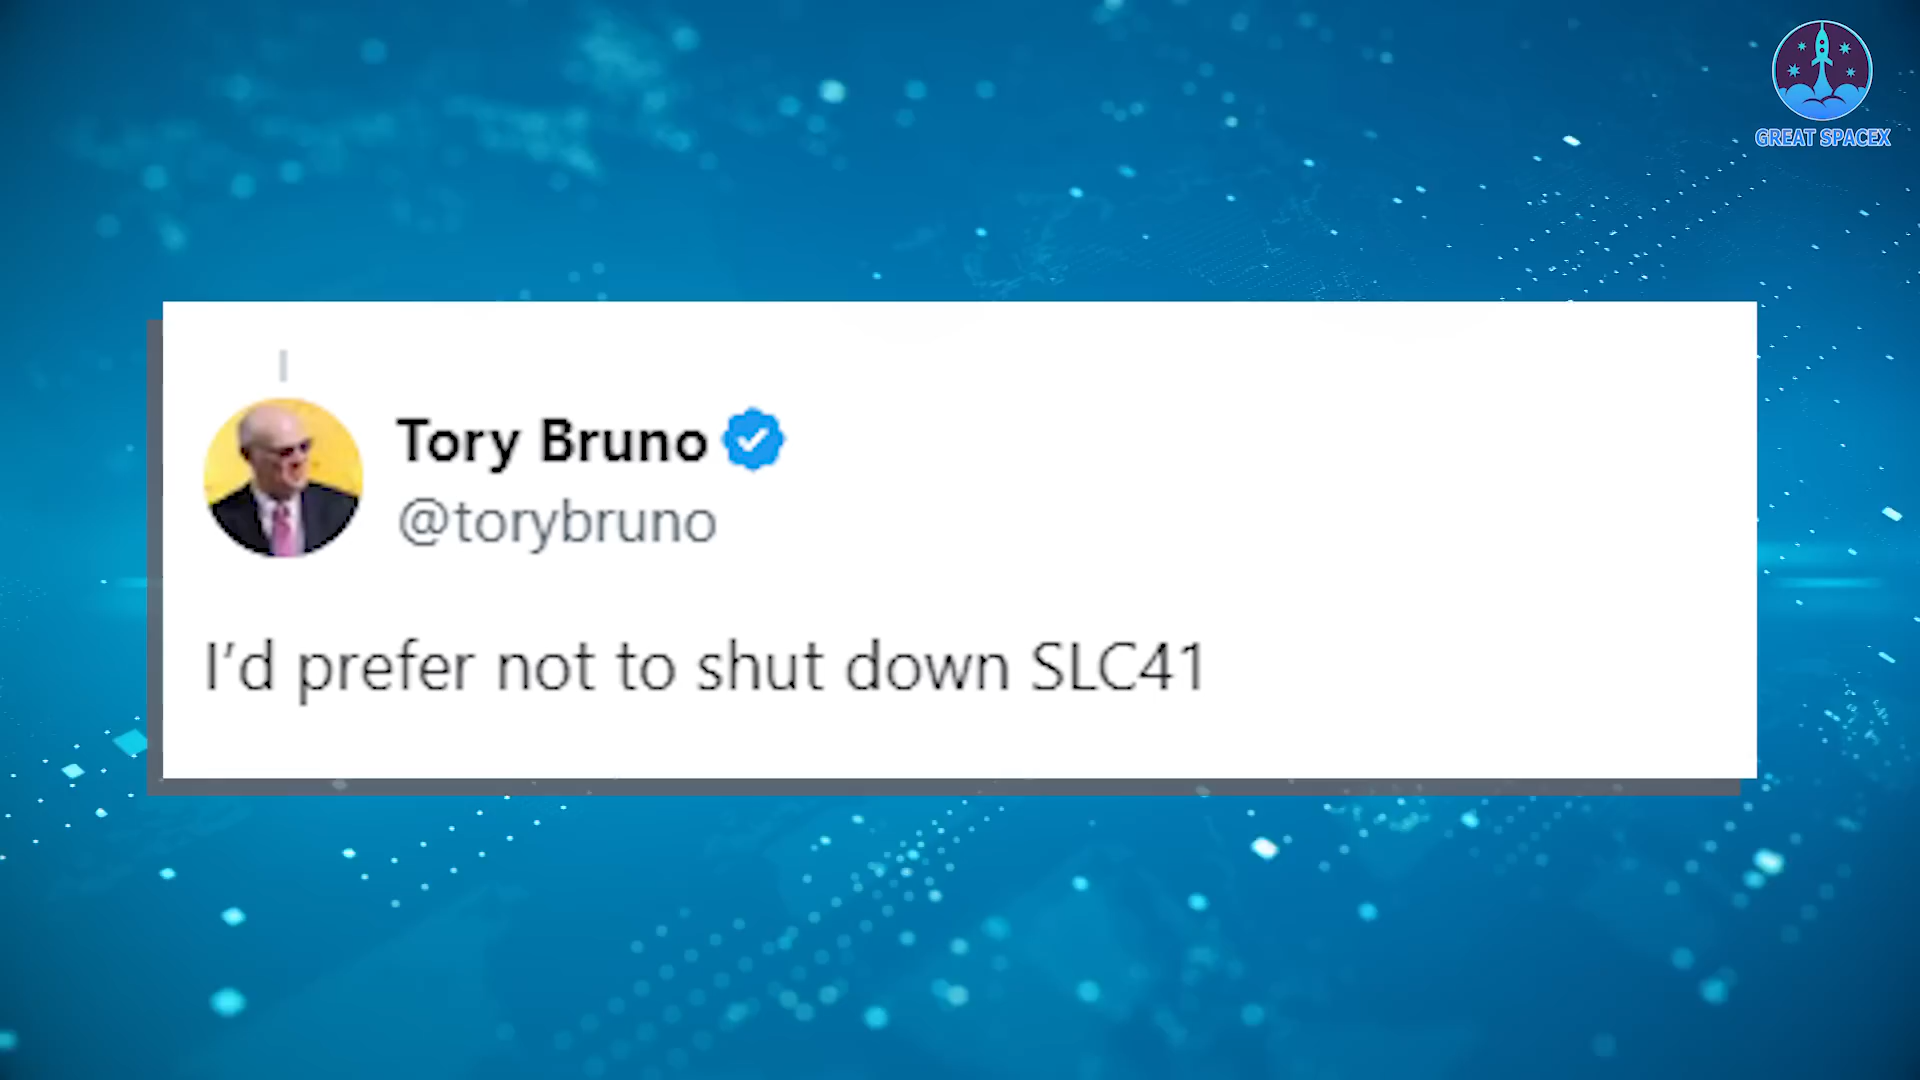 GREAT SPACEX
Tory Bruno
@torybruno
I'd prefer not to shut down SLC41